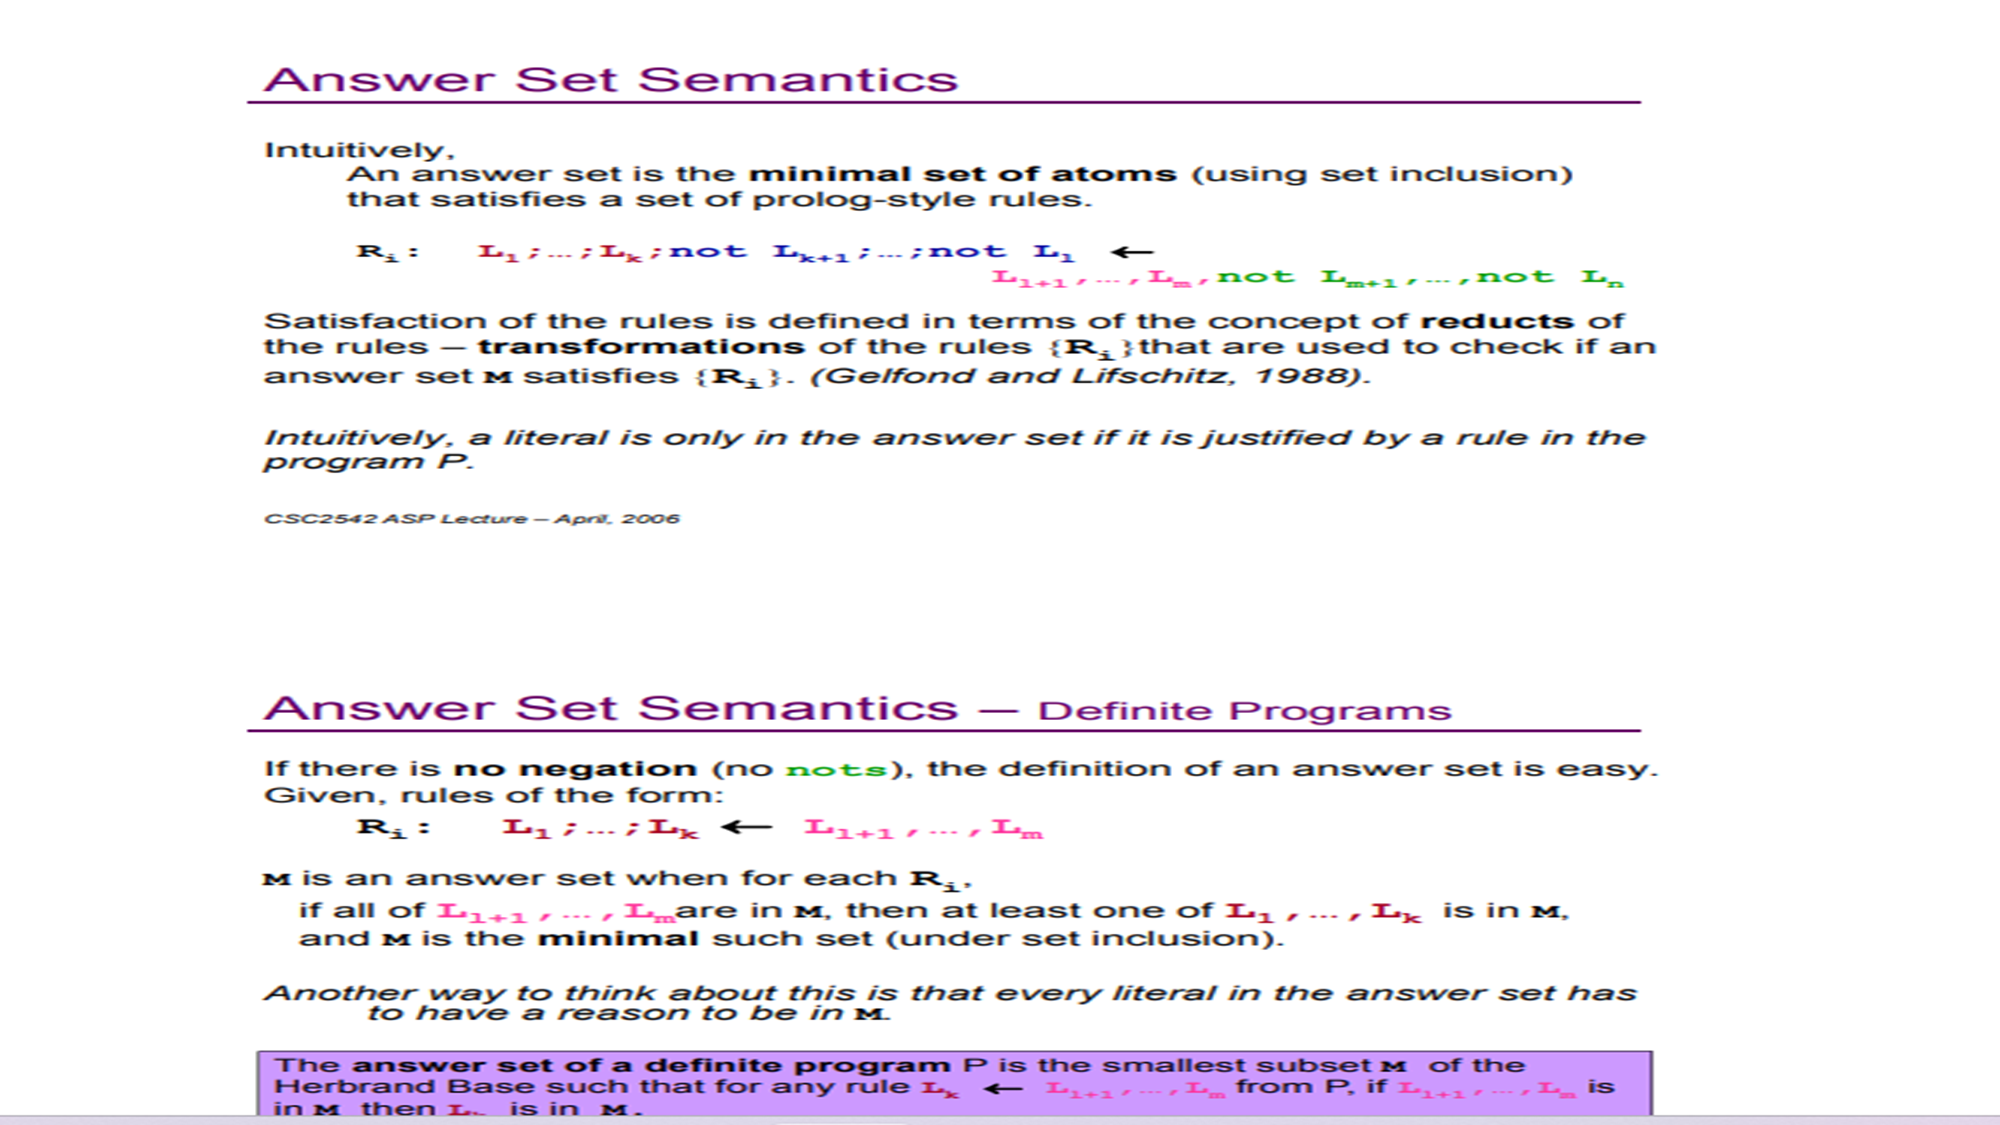 Answer Set Semantics
Intuitively,
An answer set is the minimal set of atoms (using set inclusion)
that satisfies a set of prolog-style rules.
Rᵢ: L₁;…;Lₖ;not Lₖ₊₁;…;not Lₗ ←
Lₗ₊₁,…,Lₘ,not Lₘ₊₁,…,not Lₙ
Satisfaction of the rules is defined in terms of the concept of reducts of
the rules – transformations of the rules {Rᵢ}that are used to check if an
answer set M satisfies {Rᵢ}. (Gelfond and Lifschitz, 1988).
Intuitively, a literal is only in the answer set if it is justified by a rule in the
program P.
CSC2542 ASP Lecture – April, 2006
Answer Set Semantics – Definite Programs
If there is no negation (no nots), the definition of an answer set is easy.
Given, rules of the form:
Rᵢ: L₁;…;Lₖ ← Lₗ₊₁,…,Lₘ
M is an answer set when for each Rᵢ,
if all of Lₗ₊₁,…,Lₘare in M, then at least one of L₁,…,Lₖ is in M,
and M is the minimal such set (under set inclusion).
Another way to think about this is that every literal in the answer set has
to have a reason to be in M.
The answer set of a definite program P is the smallest subset M of the
Herbrand Base such that for any rule Lₖ ← Lₗ₊₁,…,Lₘ from P, if Lₗ₊₁,…,Lₘ is
in M then Lₖ is in M.